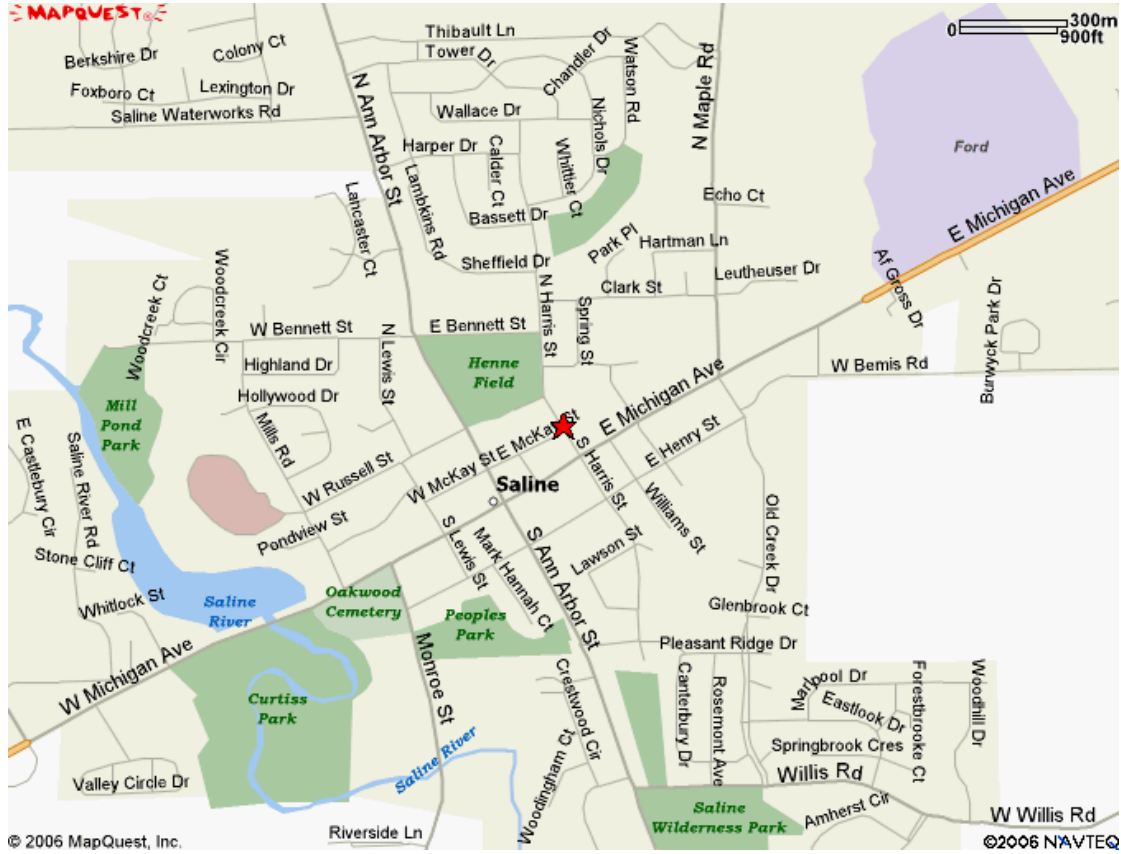 MAPQUEST
300m
0
900ft
Thibault Ln
Tower Dr
Chandler Dr
Watson Rd
Colony Ct
Berkshire Dr
Foxboro Ct
Lexington Dr
Saline Waterworks Rd
N Ann Arbor St
Wallace Dr
Nichols Dr
N Maple Rd
Ford
Harper Dr
Calder Ct
Whittier Ct
Lambkins Rd
Lancaster Ct
Bassett Dr
Echo Ct
E Michigan Ave
Park Pl
Hartman Ln
Sheffield Dr
Leutheuser Dr
Af Gross Dr
Clark St
N Harris St
Spring St
Woodcreek Ct
Woodcreek Cir
W Bennett St
E Bennett St
N Lewis St
Highland Dr
Henne
Field
W Bemis Rd
Burwyck Park Dr
Hollywood Dr
Mill
Pond
Park
Mills Rd
E Castlebury Cir
Saline River Rd
W Russell St
W McKay St
E McKay St
E Michigan Ave
E Henry St
S Harris St
Williams St
Saline
Pondview St
Old Creek Dr
Stone Cliff Ct
S Lewis St
Mark Hannah Ct
S Ann Arbor St
Lawson St
Whitlock St
Saline
River
Oakwood
Cemetery
Peoples
Park
Glenbrook Ct
Pleasant Ridge Dr
W Michigan Ave
Monroe St
Curtiss
Park
Crestwood Cir
Canterbury Dr
Rosemont Ave
pool Dr
Eastlook Dr
Forestbrooke Ct
Woodhill Dr
Springbrook Cres
Willis Rd
Saline River
Valley Circle Dr
Woodingham Ct
Saline
Wilderness Park
Amherst Cir
W Willis Rd
Riverside Ln
© 2006 MapQuest, Inc.
©2006 NAVTEQ